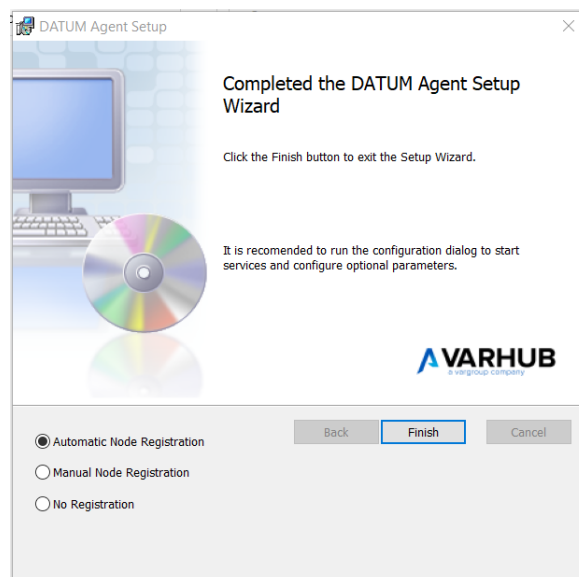 DATUM Agent Setup
Completed the DATUM Agent Setup
Wizard
Click the Finish button to exit the Setup Wizard.
It is recomended to run the configuration dialog to start
services and configure optional parameters.
VARHUB
a vargroup company
Back Finish Cancel
Automatic Node Registration
Manual Node Registration
No Registration